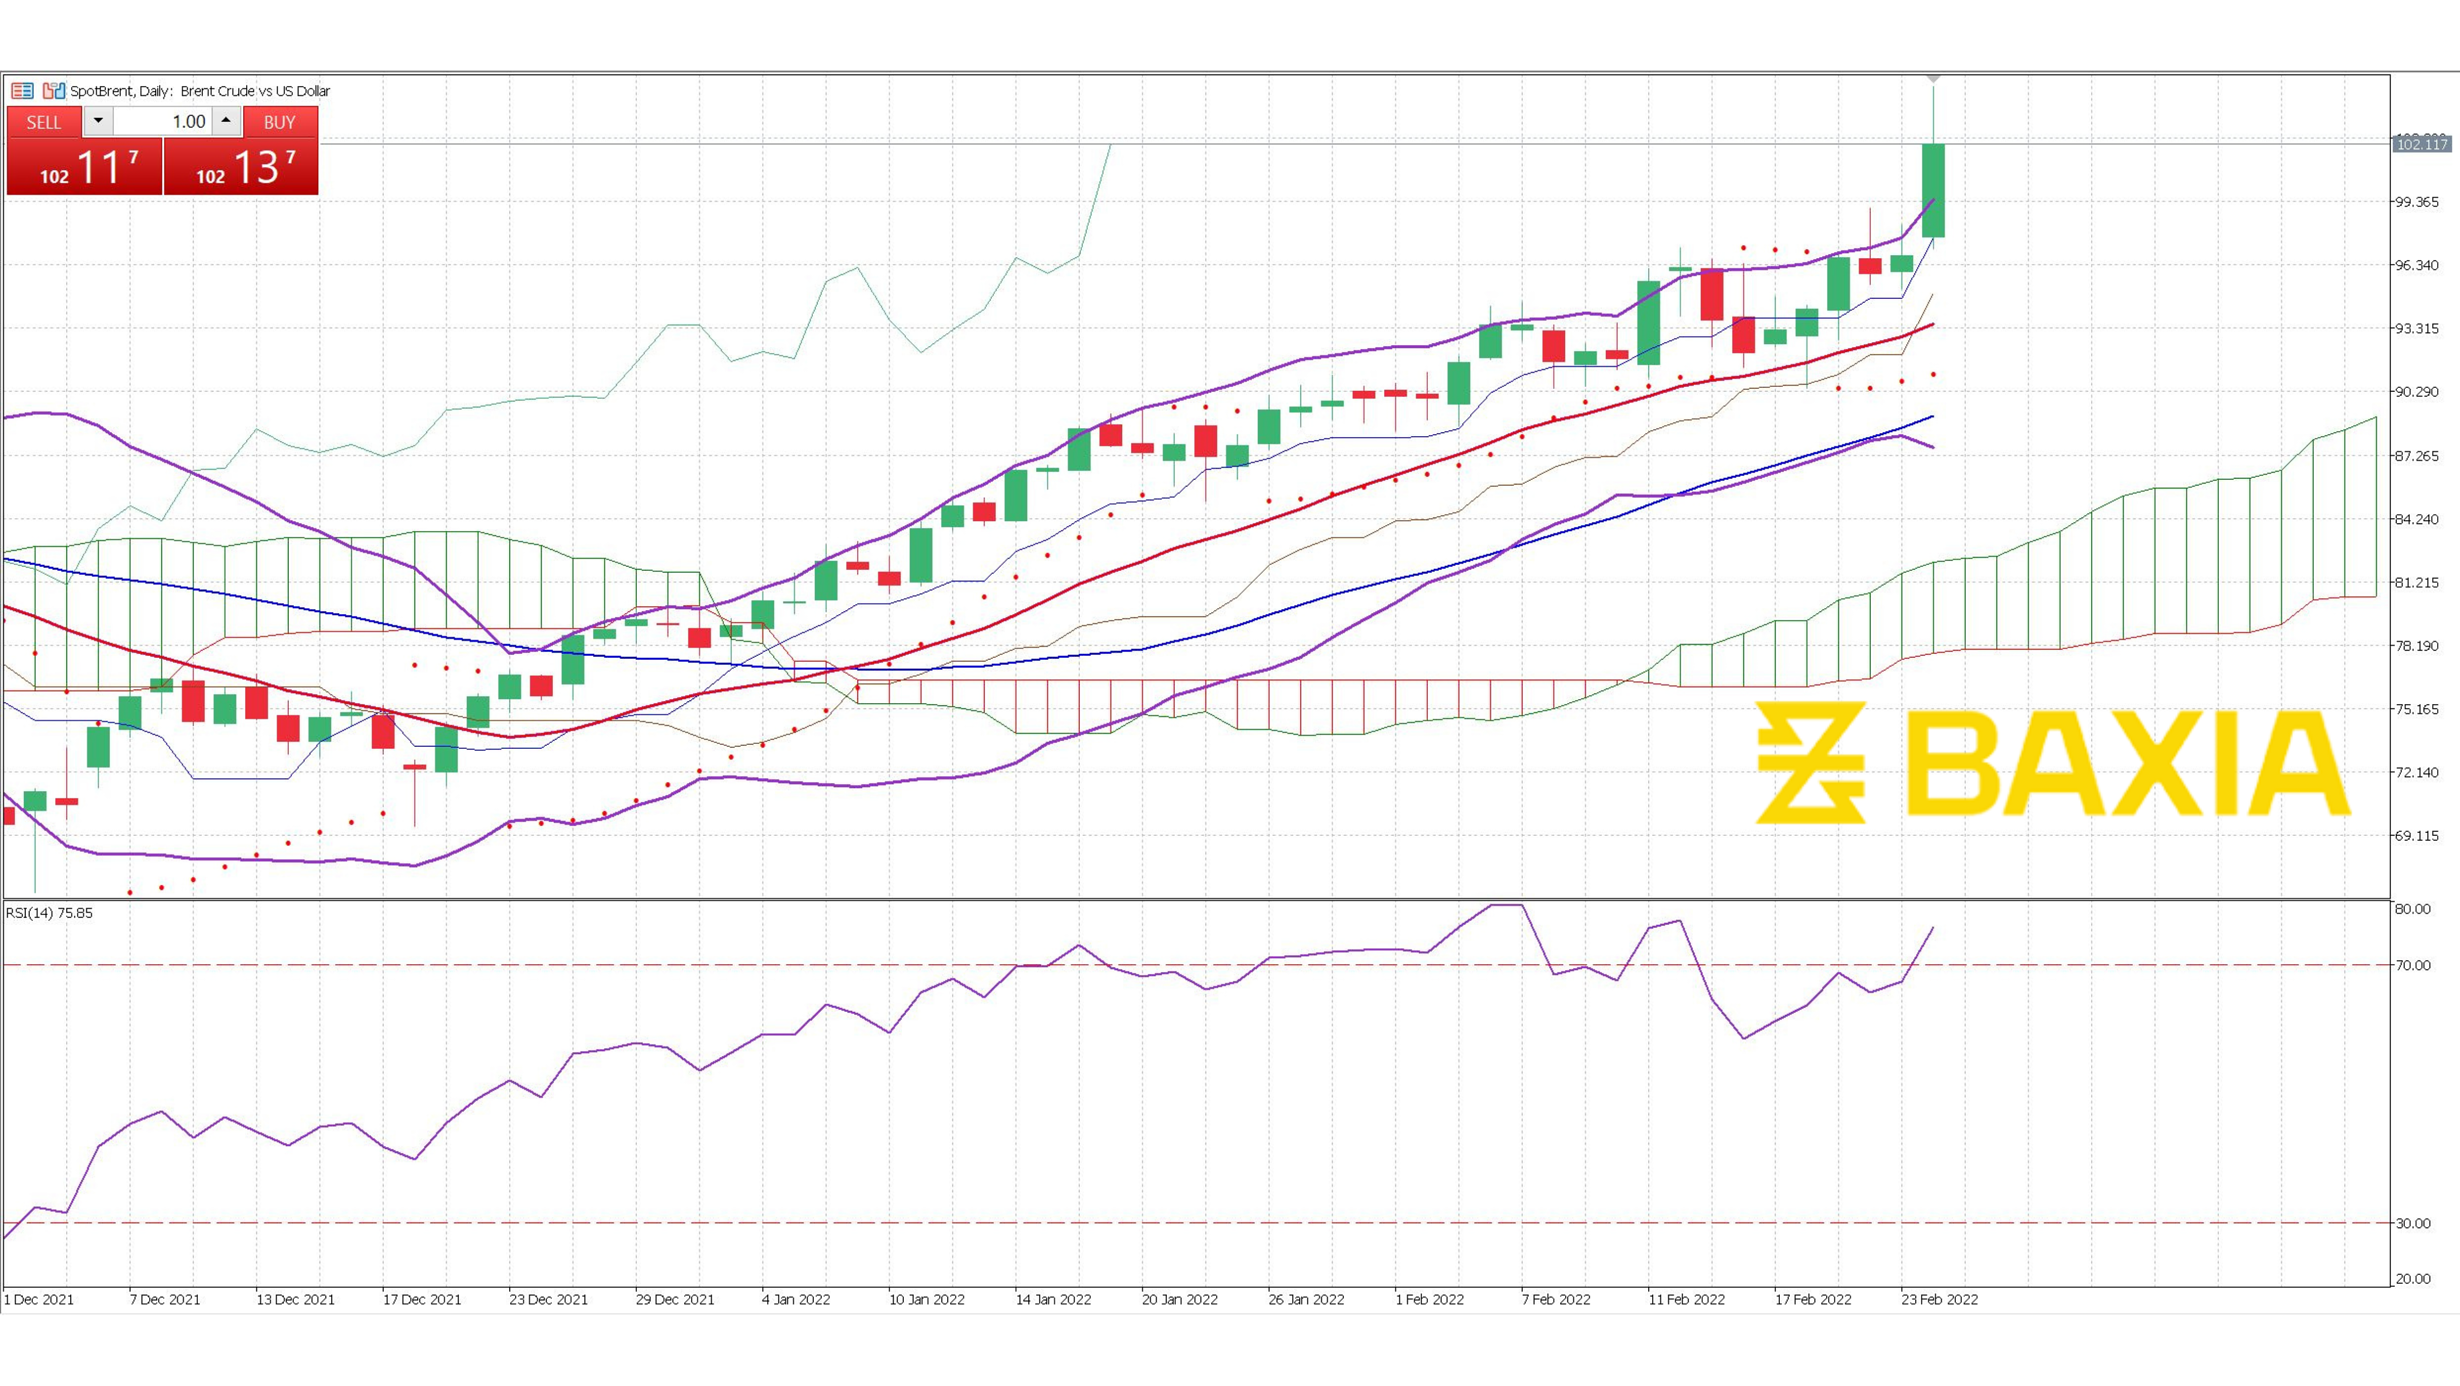 SpotBrent, Daily: Brent Crude vs US Dollar
SELL 1.00 BUY
102 11 7 102 13 7
102.117
99.365
96.340
93.315
90.290
87.265
84.240
81.215
78.190
75.165
72.140
69.115
BAXIA
RSI(14) 75.85
80.00
70.00
30.00
20.00
1 Dec 2021 7 Dec 2021 13 Dec 2021 17 Dec 2021 23 Dec 2021 29 Dec 2021 4 Jan 2022 10 Jan 2022 14 Jan 2022 20 Jan 2022 26 Jan 2022 1 Feb 2022 7 Feb 2022 11 Feb 2022 17 Feb 2022 23 Feb 2022